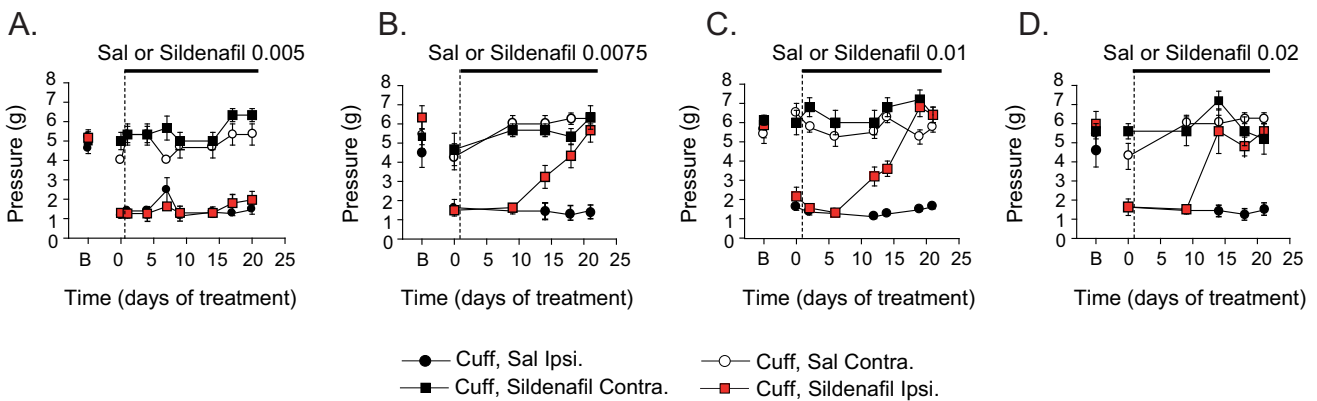 A.
B.
C.
D.
Sal or Sildenafil 0.005
Sal or Sildenafil 0.0075
Sal or Sildenafil 0.01
Sal or Sildenafil 0.02
Pressure (g)
8
7
6
5
4
3
2
1
0
B 0 5 10 15 20 25
Time (days of treatment)
Pressure (g)
8
7
6
5
4
3
2
1
0
B 0 5 10 15 20 25
Time (days of treatment)
Pressure (g)
8
7
6
5
4
3
2
1
0
B 0 5 10 15 20 25
Time (days of treatment)
Pressure (g)
8
7
6
5
4
3
2
1
0
B 0 5 10 15 20 25
Time (days of treatment)
Cuff, Sal Ipsi.
Cuff, Sal Contra.
Cuff, Sildenafil Contra.
Cuff, Sildenafil Ipsi.